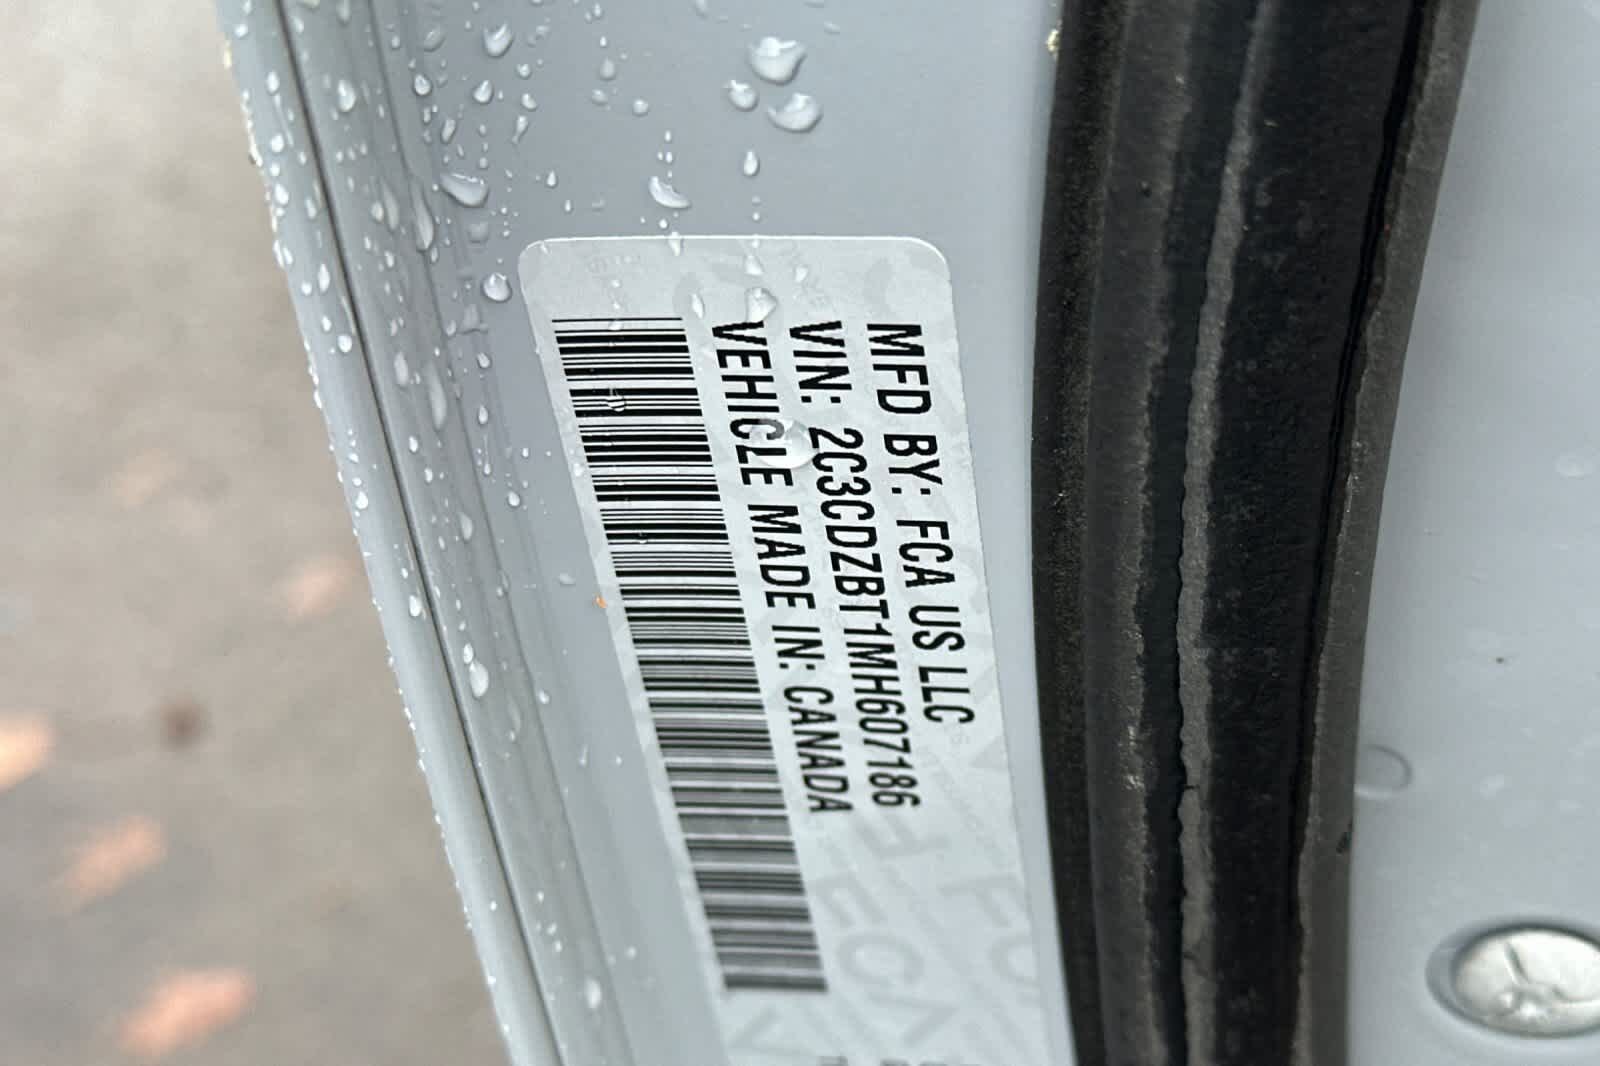 MFD BY: FCA US LLC
VIN: 2C3CDZBT1MH607186
VEHICLE MADE IN: CANADA